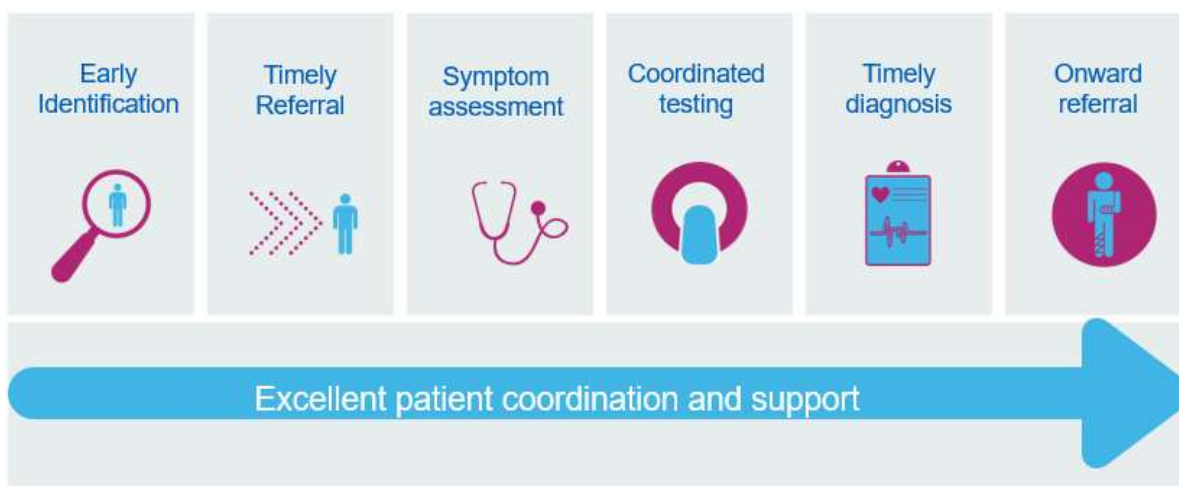 Early
Identification
Timely
Referral
Symptom
assessment
Coordinated
testing
Timely
diagnosis
Onward
referral
Excellent patient coordination and support